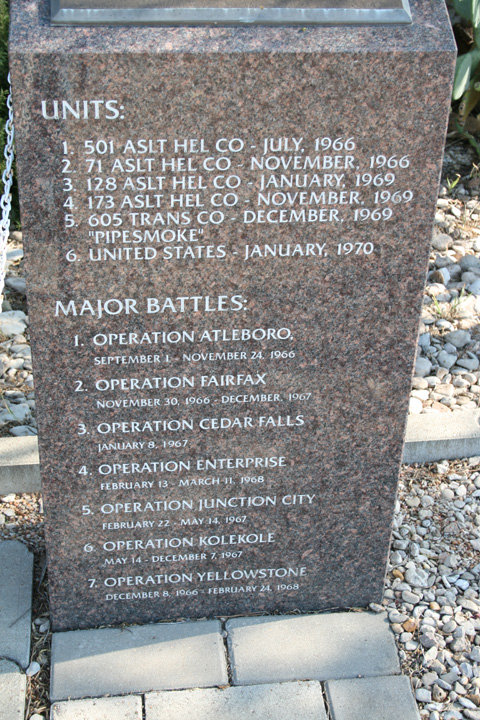 UNITS:
1. 501 ASLT HEL CO - JULY, 1966
2. 71 ASLT HEL CO - NOVEMBER, 1966
3. 128 ASLT HEL CO - JANUARY, 1969
4. 173 ASLT HEL CO - NOVEMBER, 1969
5. 605 TRANS CO - DECEMBER, 1969
"PIPESMOKE"
6. UNITED STATES - JANUARY, 1970
MAJOR BATTLES:
1. OPERATION ATLEBORO,
SEPTEMBER 1 - NOVEMBER 24, 1966
2. OPERATION FAIRFAX
NOVEMBER 30, 1966 - DECEMBER, 1967
3. OPERATION CEDAR FALLS
JANUARY 8, 1967
4. OPERATION ENTERPRISE
FEBRUARY 13 - MARCH 11, 1968
5. OPERATION JUNCTION CITY
FEBRUARY 22 - MAY 14, 1967
6. OPERATION KOLEKOLE
MAY 14 - DECEMBER 7, 1967
7. OPERATION YELLOWSTONE
DECEMBER 8, 1966 - FEBRUARY 24, 1968